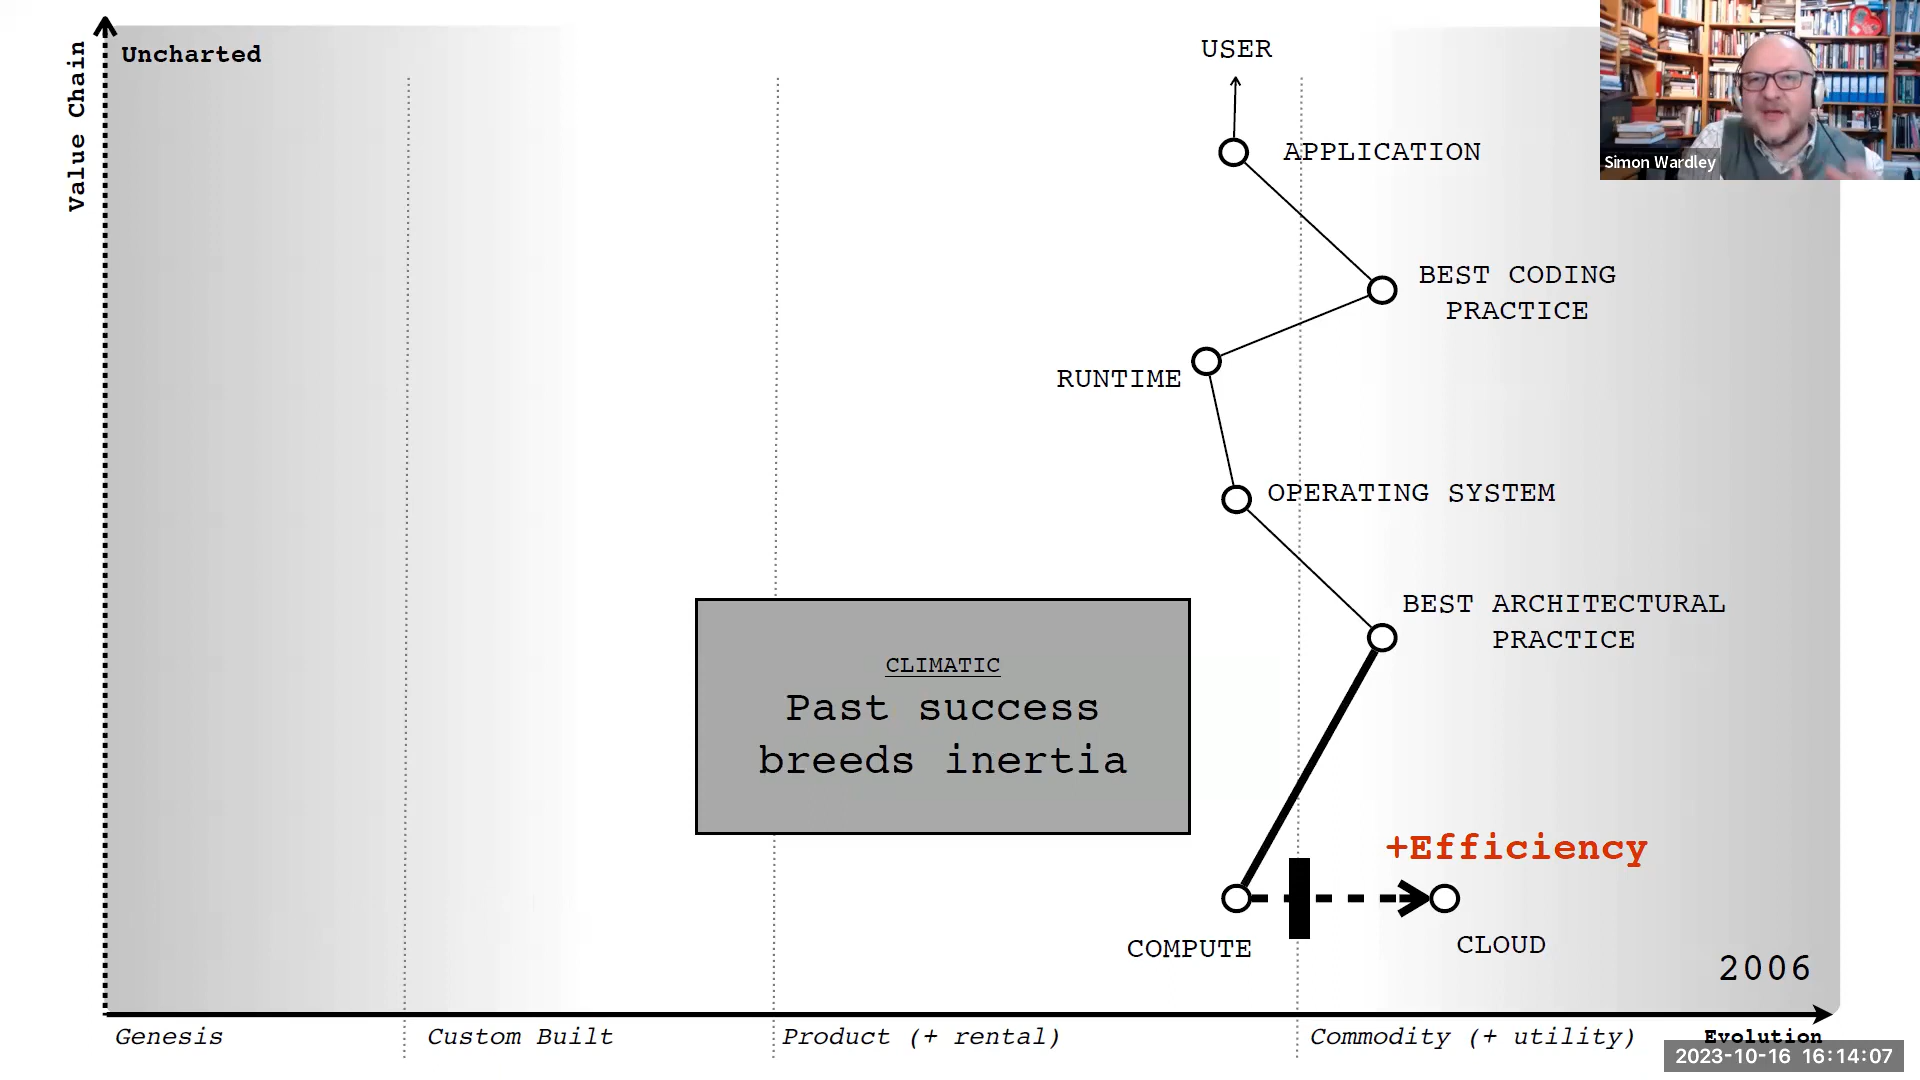 Value Chain
Uncharted
USER
APPLICATION
Simon Wardley
BEST CODING
PRACTICE
RUNTIME
OPERATING SYSTEM
BEST ARCHITECTURAL
PRACTICE
CLIMATIC
Past success
breeds inertia
+Efficiency
COMPUTE
CLOUD
2006
Genesis
Custom Built
Product (+ rental)
Commodity (+ utility)
Evolution
2023-10-16 16:14:07